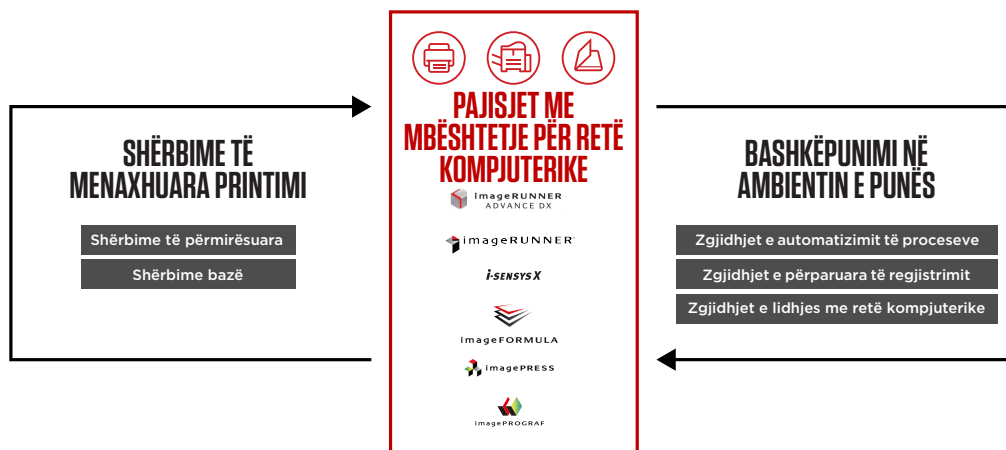 SHËRBIME TË
MENAXHUARA PRINTIMI
Shërbime të përmirësuara
Shërbime bazë
PAJISJET ME
MBËSHTETJE PËR RETË
KOMPJUTERIKE
imageRUNNER
ADVANCE DX
imageRUNNER
i-SENSYS X
imageFORMULA
imagePRESS
imagePROGRAF
BASHKËPUNIMI NË
AMBIENTIN E PUNËS
Zgjidhjet e automatizimit të proceseve
Zgjidhjet e përparuara të regjistrimit
Zgjidhjet e lidhjes me retë kompjuterike